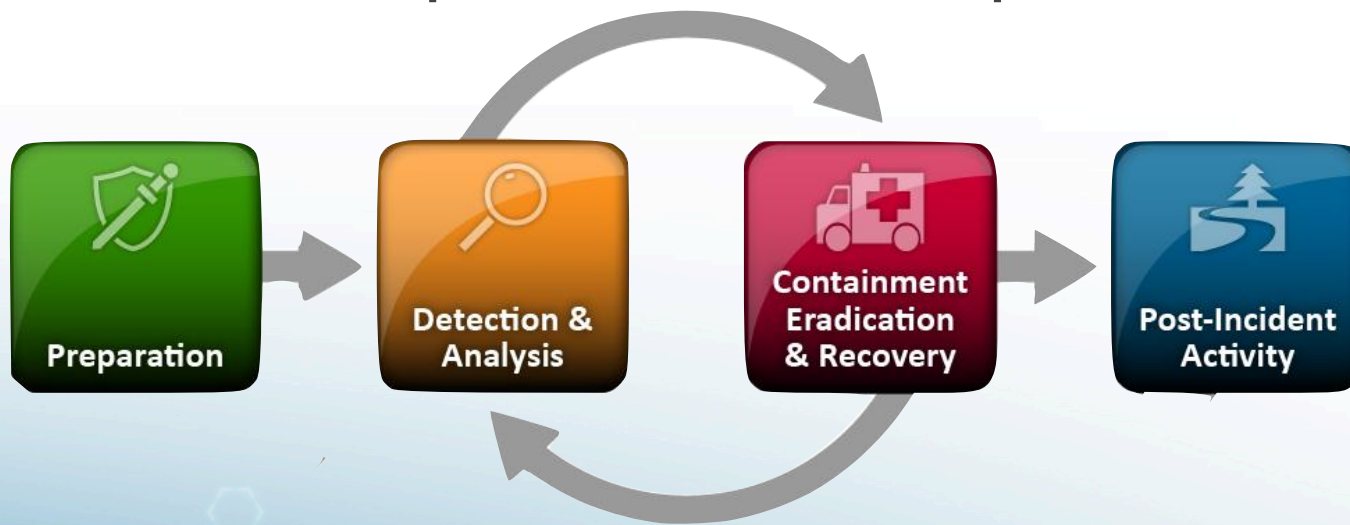 Preparation
Detection &
Analysis
Containment
Eradication
& Recovery
Post-Incident
Activity